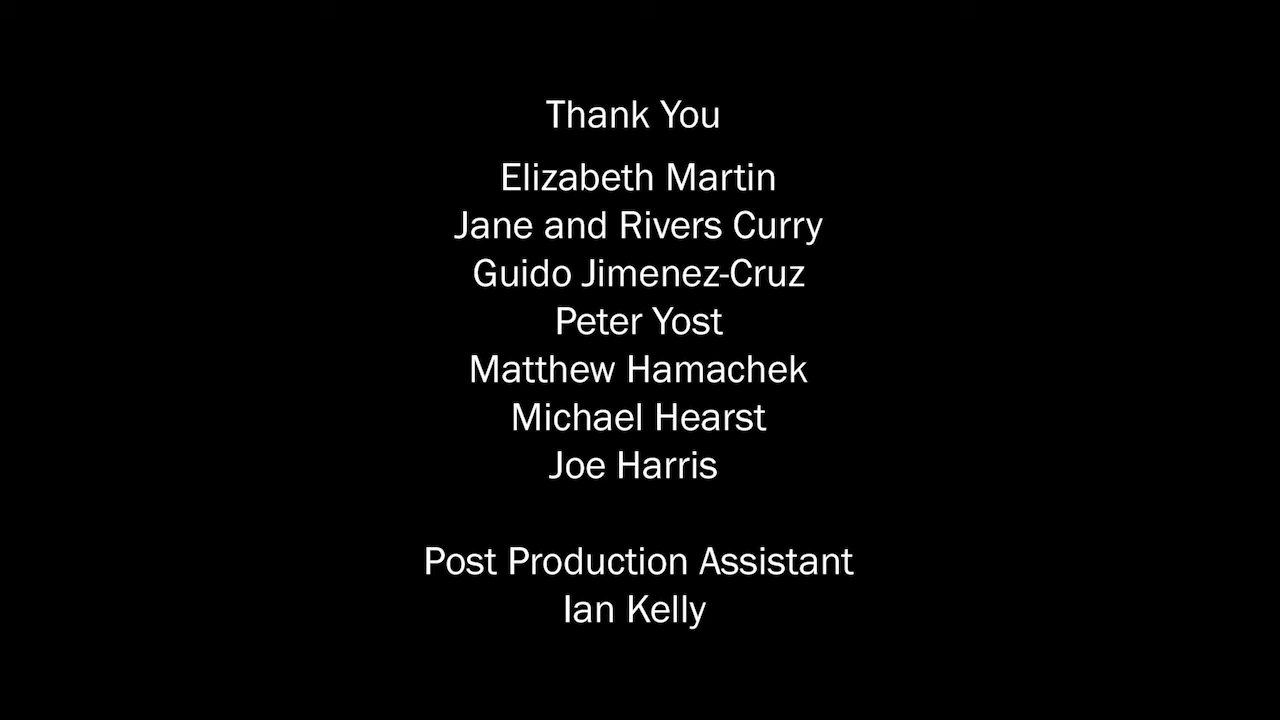 Thank You
Elizabeth Martin
Jane and Rivers Curry
Guido Jimenez-Cruz
Peter Yost
Matthew Hamachek
Michael Hearst
Joe Harris
Post Production Assistant
Ian Kelly